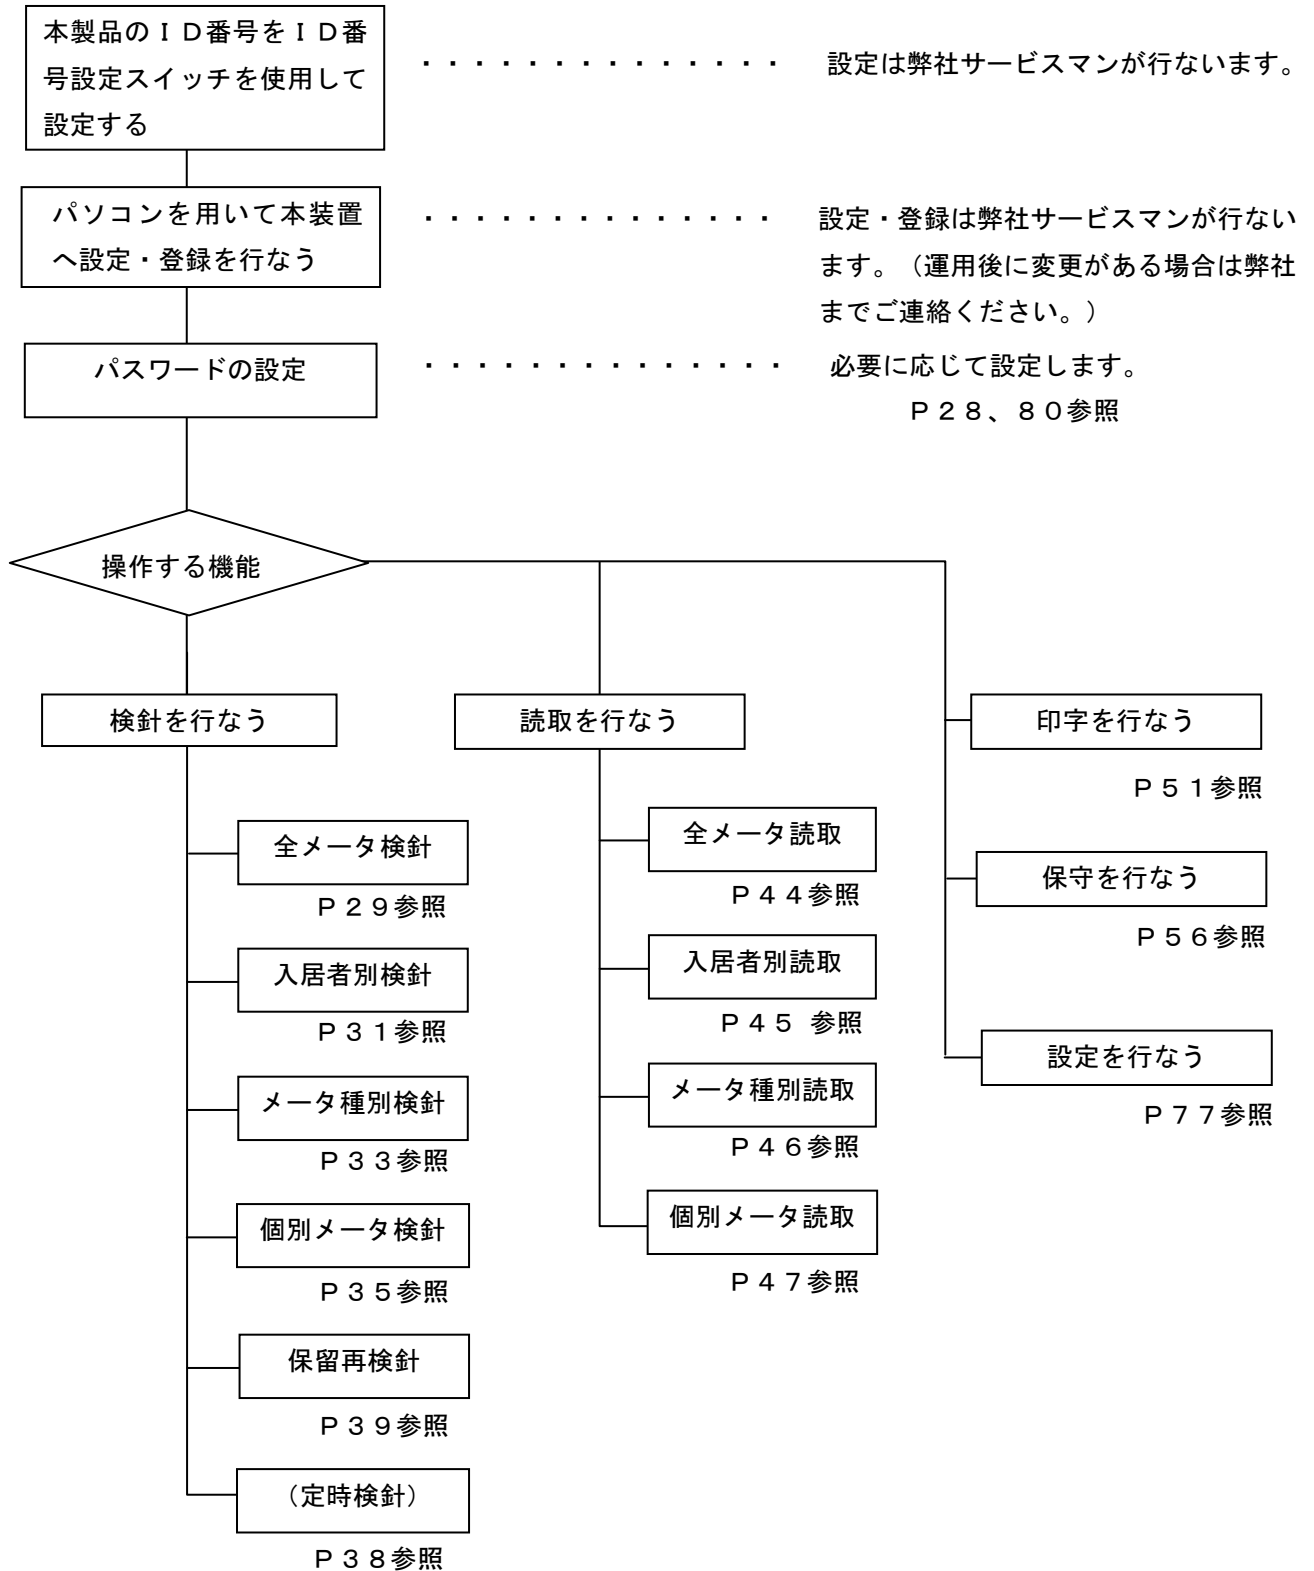 本製品のＩＤ番号をＩＤ番
号設定スイッチを使用して
設定する
・・・・・・・・・・・・・・ 設定は弊社サービスマンが行ないます。
パソコンを用いて本装置
へ設定・登録を行なう
・・・・・・・・・・・・・・ 設定・登録は弊社サービスマンが行ない
ます。（運用後に変更がある場合は弊社
までご連絡ください。）
パスワードの設定
・・・・・・・・・・・・・・ 必要に応じて設定します。
Ｐ２８、８０参照
操作する機能
検針を行なう
全メータ検針
Ｐ２９参照
入居者別検針
Ｐ３１参照
メータ種別検針
Ｐ３３参照
個別メータ検針
Ｐ３５参照
保留再検針
Ｐ３９参照
（定時検針）
Ｐ３８参照
読取を行なう
全メータ読取
Ｐ４４参照
入居者別読取
Ｐ４５ 参照
メータ種別読取
Ｐ４６参照
個別メータ読取
Ｐ４７参照
印字を行なう
Ｐ５１参照
保守を行なう
Ｐ５６参照
設定を行なう
Ｐ７７参照